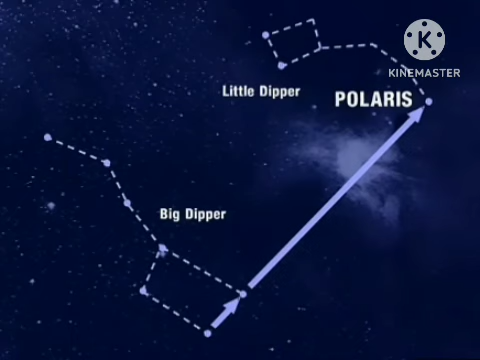 K
KINEMASTER
Little Dipper
POLARIS
Big Dipper